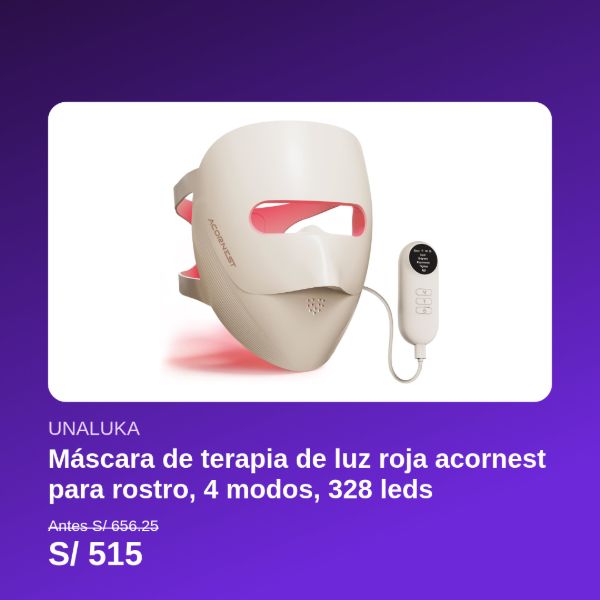 ACORNEST
UNALUKA
Máscara de terapia de luz roja acornest
para rostro, 4 modos, 328 leds
Antes S/ 656.25
S/ 515